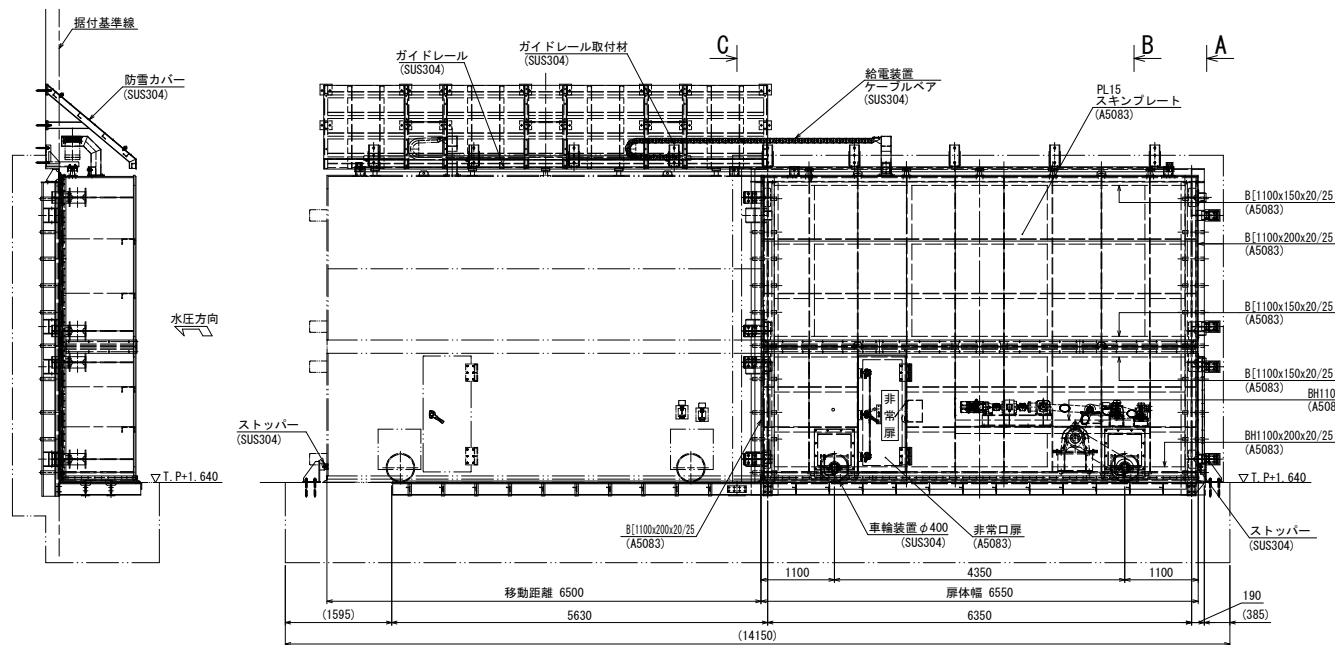 据付基準線
防雪カバー
(SUS304)
ガイドレール
(SUS304)
ガイドレール取付材
(SUS304)
C
給電装置
ケーブルベア
(SUS304)
B
A
PL15
スキンプレート
(A5083)
B[1100x150x20/25
(A5083)
B[1100x200x20/25
(A5083)
B[1100x150x20/25
(A5083)
B[1100x150x20/25
(A5083)
BH110
(A508
BH1100x200x20/25
(A5083)
水圧方向
非常扉
ストッパー
(SUS304)
▽T.P+1.640
▽T.P+1.640
B[1100x200x20/25
(A5083)
車輪装置φ400
(SUS304)
非常口扉
(A5083)
ストッパー
(SUS304)
1100
4350
1100
移動距離 6500
扉体幅 6550
190
(1595)
5630
6350
(385)
(14150)